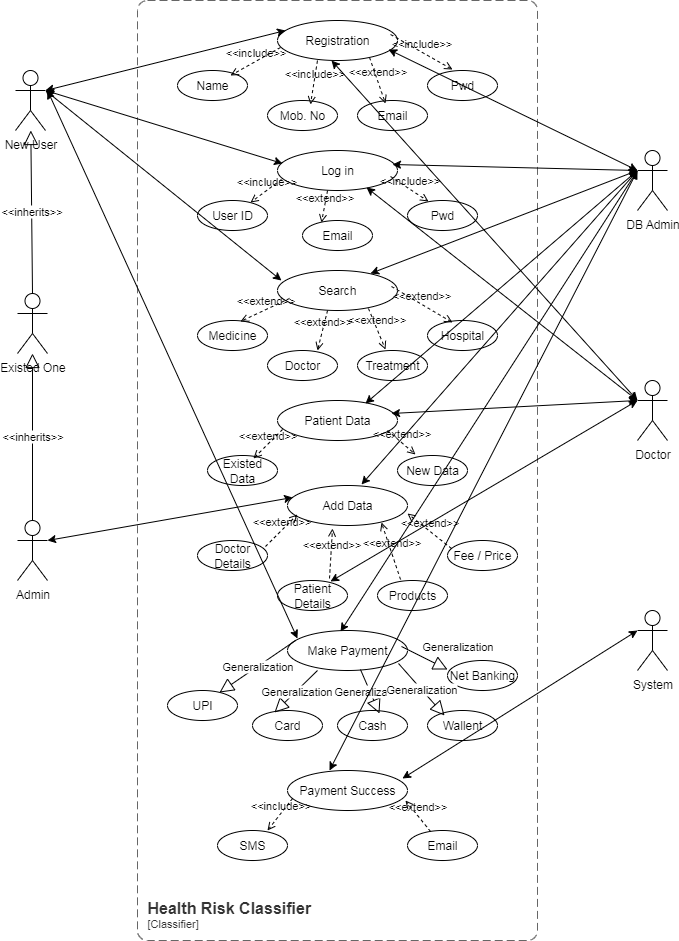 Registration
<<include>>
<<include>>
<<include>>
<<extend>>
Name
Pwd
Mob. No
Email
New User
Log in
<<include>>
<<include>>
<<extend>>
User ID
Pwd
Email
DB Admin
<<inherits>>
Search
<<extend>>
<<extend>>
<<extend>>
<<extend>>
Medicine
Hospital
Doctor
Treatment
Existed One
Patient Data
<<extend>>
<<extend>>
<<inherits>>
Existed
Data
New Data
Doctor
Add Data
<<extend>>
<<extend>>
<<extend>>
<<extend>>
Doctor
Details
Fee / Price
Patient
Details
Products
Admin
Make Payment
Generalization
Generalization
Generalization
Generaliza
Generalization
Net Banking
UPI
Card
Cash
Wallent
System
Payment Success
<<include>>
<<extend>>
SMS
Email
Health Risk Classifier
[Classifier]